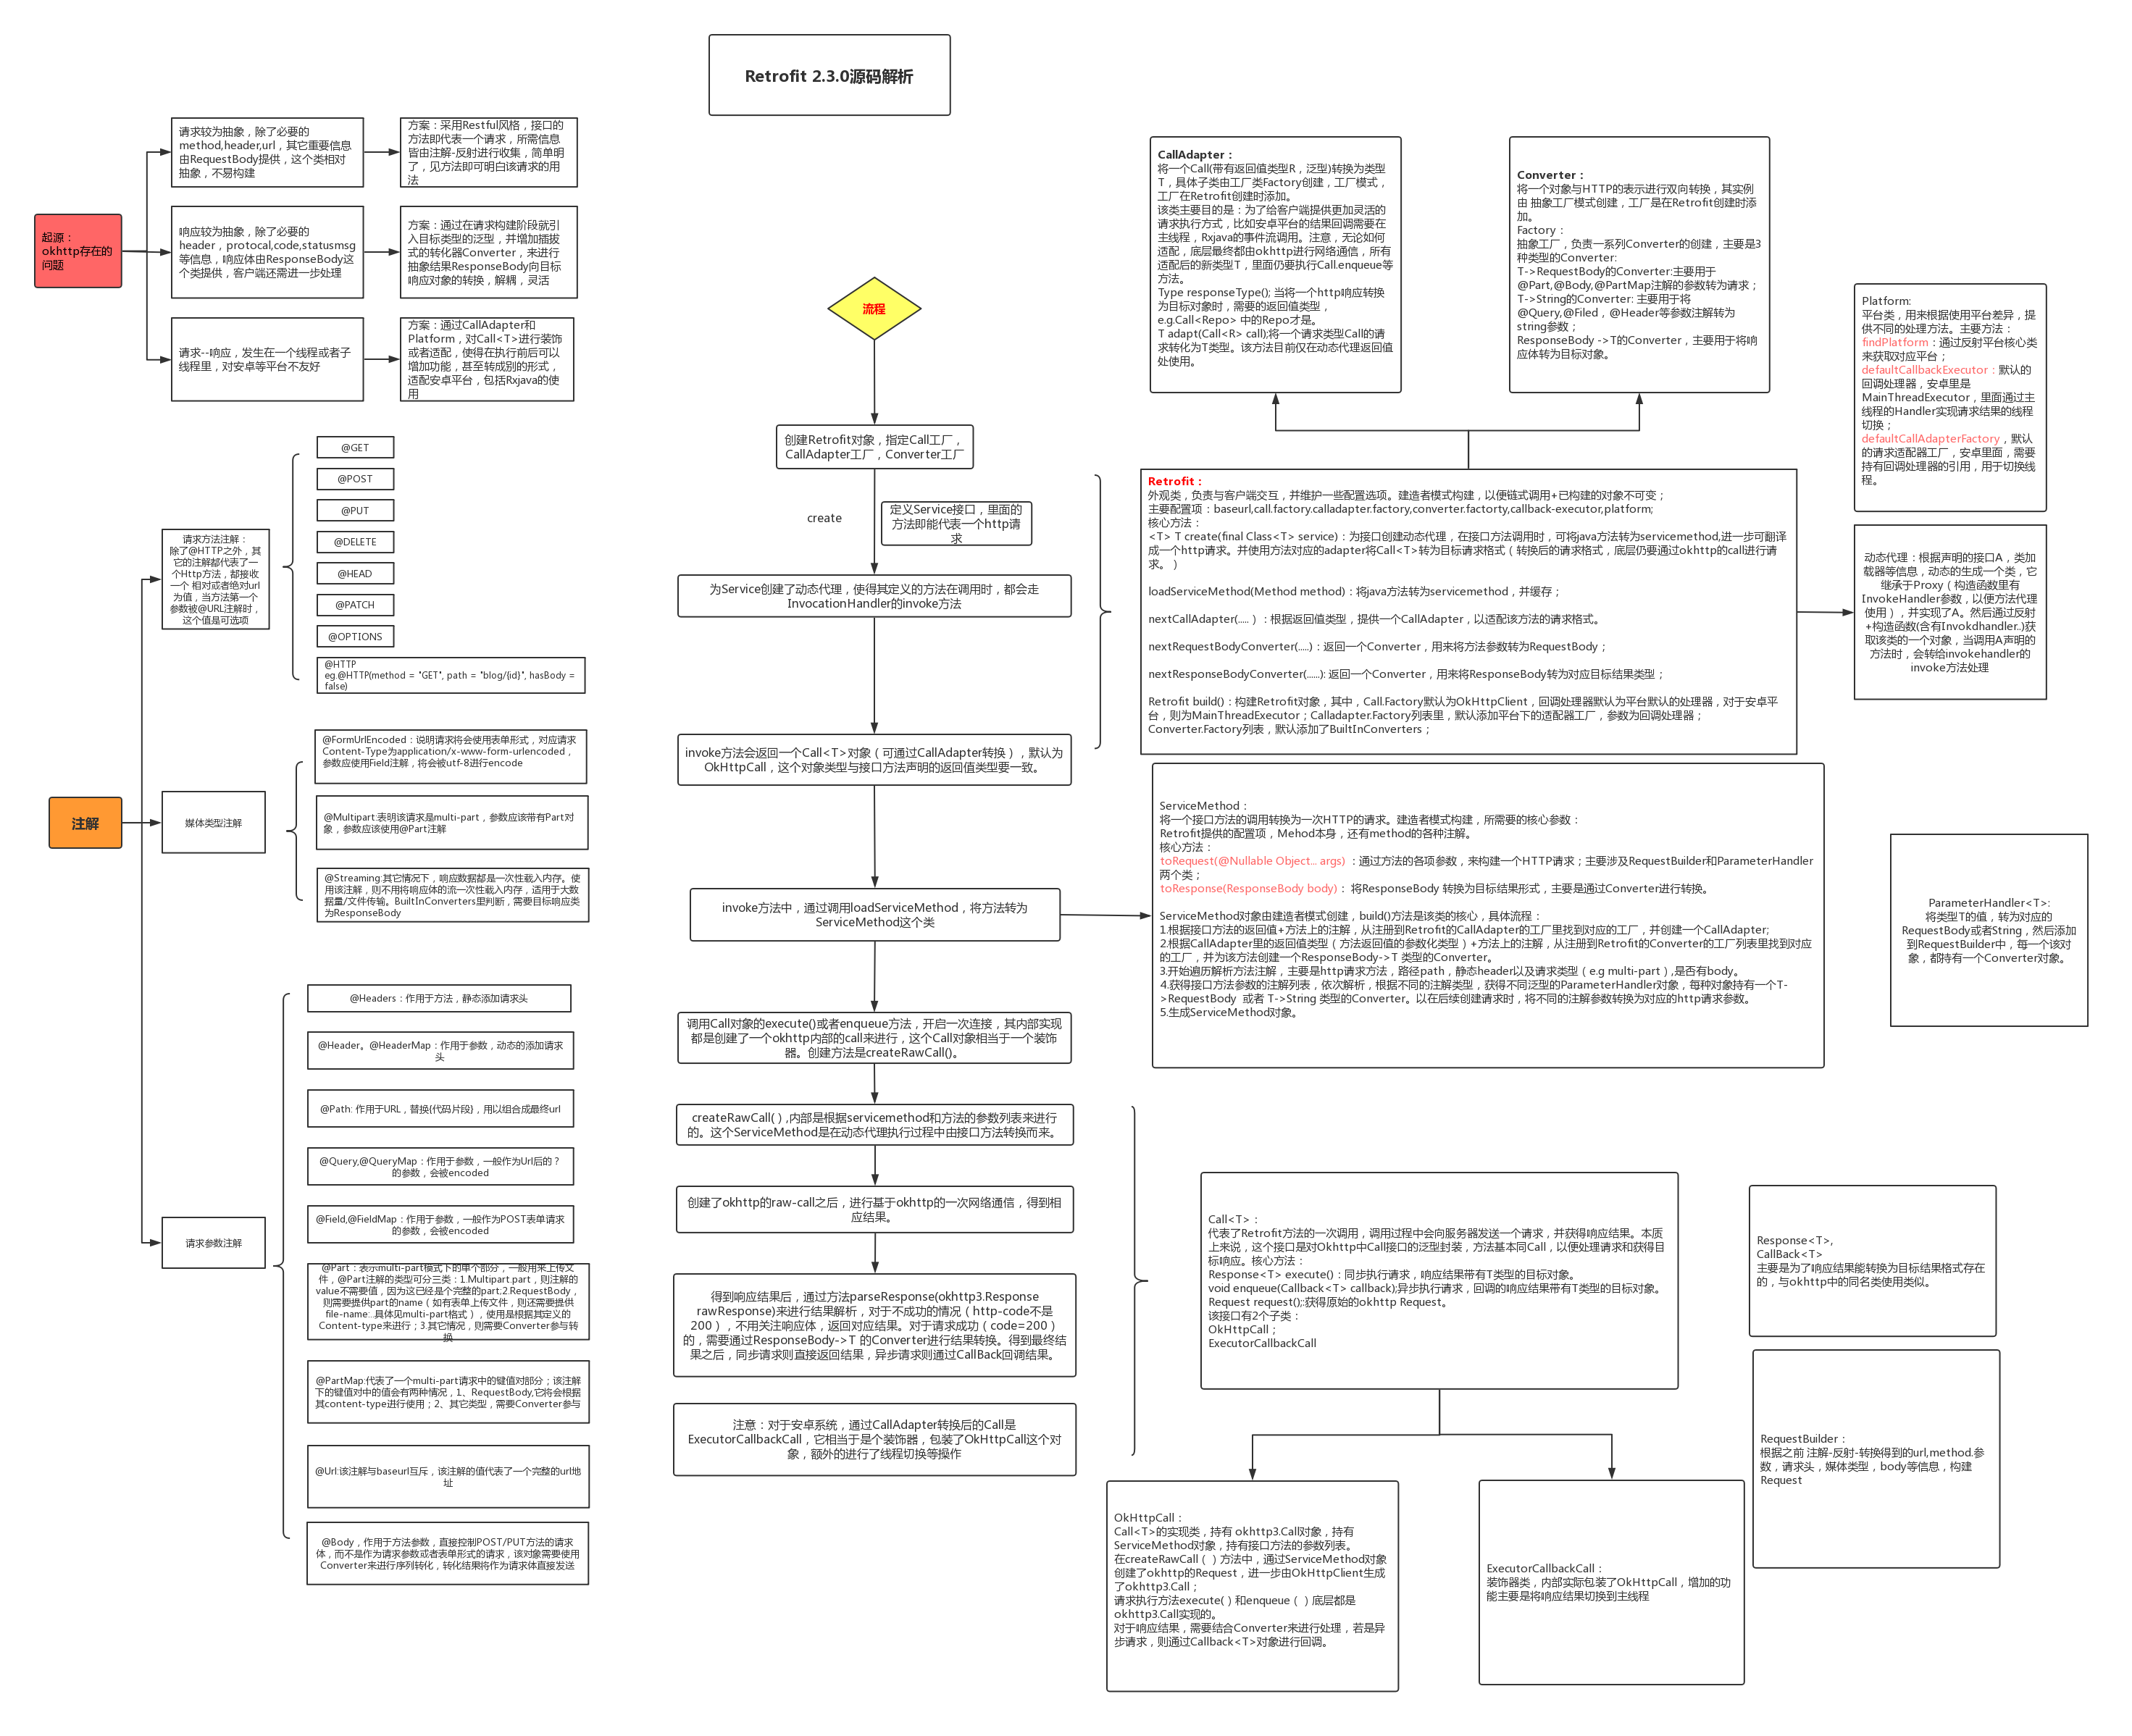 Retrofit 2.3.0源码解析
起源：
okhttp存在的
问题
请求较为抽象，除了必要的
method,header,url，其它重要信息
由RequestBody提供，这个类相对
抽象，不易构建
方案：采用Restful风格，接口的
方法即代表一个请求，所需信息
皆由注解-反射进行收集，简单明
了，见方法即可明白该请求的用
法
响应较为抽象，除了必要的
header，protocal,code,statusmsg
等信息，响应体由ResponseBody这
个类提供，客户端还需进一步处理
方案：通过在请求构建阶段就引
入目标类型的泛型，并增加插拔
式的转化器Converter，来进行
抽象结果ResponseBody向目标
响应对象的转换，解耦，灵活
请求--响应，发生在一个线程或者子
线程里，对安卓等平台不友好
方案：通过CallAdapter和
Platform，对Call<T>进行装饰
或者适配，使得在执行前后可以
增加功能，甚至转成别的形式，
适配安卓平台，包括Rxjava的使
用
注解
请求方法注解：
除了@HTTP之外，其
它的注解都代表了一
个Http方法，都接收
一个 相对或者绝对url
为值，当方法第一个
参数被@URL注解时，
这个值是可选项
@GET
@POST
@PUT
@DELETE
@HEAD
@PATCH
@OPTIONS
@HTTP
eg.@HTTP(method = "GET", path = "blog/{id}", hasBody =
false)
媒体类型注解
@FormUrlEncoded：说明请求将会使用表单形式，对应请求
Content-Type为application/x-www-form-urlencoded，
参数应使用Field注解，将会被utf-8进行encode
@Multipart:表明该请求是multi-part，参数应该带有Part对
象，参数应该使用@Part注解
@Streaming:其它情况下，响应数据都是一次性载入内存。使
用该注解，则不用将响应体的流一次性载入内存，适用于大数
据量/文件传输。BuiltInConverters里判断，需要目标响应类
为ResponseBody
请求参数注解
@Headers：作用于方法，静态添加请求头
@Header。@HeaderMap：作用于参数，动态的添加请求
头
@Path: 作用于URL，替换{代码片段}，用以组合成最终url
@Query,@QueryMap：作用于参数，一般作为Url后的？
的参数，会被encoded
@Field,@FieldMap：作用于参数，一般作为POST表单请求
的参数，会被encoded
@Part：表示multi-part模式下的单个部分，一般用来上传文
件，@Part注解的类型可分三类：1.Multipart.part，则注解的
value不需要值，因为这已经是个完整的part;2.RequestBody，
则需要提供part的name（如有表单上传文件，则还需要提供
file-name:.具体见multi-part格式），使用是根据其定义的
Content-type来进行；3.其它情况，则需要Converter参与转
换
@PartMap:代表了一个multi-part请求中的键值对部分；该注解
下的键值对中的值会有两种情况，1、RequestBody,它将会根据
其content-type进行使用；2、其它类型，需要Converter参与
@Url:该注解与baseurl互斥，该注解的值代表了一个完整的url地
址
@Body，作用于方法参数，直接控制POST/PUT方法的请求
体，而不是作为请求参数或者表单形式的请求，该对象需要使用
Converter来进行序列转化，转化结果将作为请求体直接发送
流程
创建Retrofit对象，指定Call工厂，
CallAdapter工厂，Converter工厂
create
定义Service接口，里面的
方法即能代表一个http请
求
为Service创建了动态代理，使得其定义的方法在调用时，都会走
InvocationHandler的invoke方法
invoke方法会返回一个Call<T>对象（可通过CallAdapter转换），默认为
OkHttpCall，这个对象类型与接口方法声明的返回值类型要一致。
invoke方法中，通过调用loadServiceMethod，将方法转为
ServiceMethod这个类
调用Call对象的execute()或者enqueue方法，开启一次连接，其内部实现
都是创建了一个okhttp内部的call来进行，这个Call对象相当于一个装饰
器。创建方法是createRawCall()。
createRawCall( ) ,内部是根据servicemethod和方法的参数列表来进行
的。这个ServiceMethod是在动态代理执行过程中由接口方法转换而来。
创建了okhttp的raw-call之后，进行基于okhttp的一次网络通信，得到相
应结果。
得到响应结果后，通过方法parseResponse(okhttp3.Response
rawResponse)来进行结果解析，对于不成功的情况（http-code不是
200），不用关注响应体，返回对应结果。对于请求成功（code=200）
的，需要通过ResponseBody->T 的Converter进行结果转换。得到最终结
果之后，同步请求则直接返回结果，异步请求则通过CallBack回调结果。
注意：对于安卓系统，通过CallAdapter转换后的Call是
ExecutorCallbackCall，它相当于是个装饰器，包装了OkHttpCall这个对
象，额外的进行了线程切换等操作
CallAdapter：
将一个Call(带有返回值类型R，泛型)转换为类型
T，具体子类由工厂类Factory创建，工厂模式，
工厂在Retrofit创建时添加。
该类主要目的是：为了给客户端提供更加灵活的
请求执行方式，比如安卓平台的结果回调需要在
主线程，Rxjava的事件流调用。注意，无论如何
适配，底层最终都由okhttp进行网络通信，所有
适配后的新类型T，里面仍要执行Call.enqueue等
方法。
Type responseType(); 当将一个http响应转换
为目标对象时，需要的返回值类型，
e.g.Call<Repo> 中的Repo才是。
T adapt(Call<R> call);将一个请求类型Call的请
求转化为T类型。该方法目前仅在动态代理返回值
处使用。
Converter：
将一个对象与HTTP的表示进行双向转换，其实例
由 抽象工厂模式创建，工厂是在Retrofit创建时添
加。
Factory：
抽象工厂，负责一系列Converter的创建，主要是3
种类型的Converter:
T->RequestBody的Converter:主要用于
@Part,@Body,@PartMap注解的参数转为请求；
T->String的Converter: 主要用于将
@Query,@Filed，@Header等参数注解转为
string参数；
ResponseBody ->T的Converter，主要用于将响
应体转为目标对象。
Platform:
平台类，用来根据使用平台差异，提
供不同的处理方法。主要方法：
findPlatform：通过反射平台核心类
来获取对应平台；
defaultCallbackExecutor：默认的
回调处理器，安卓里是
MainThreadExecutor，里面通过主
线程的Handler实现请求结果的线程
切换；
defaultCallAdapterFactory，默认
的请求适配器工厂，安卓里面，需要
持有回调处理器的引用，用于切换线
程。
Retrofit：
外观类，负责与客户端交互，并维护一些配置选项。建造者模式构建，以便链式调用+已构建的对象不可变；
主要配置项：baseurl,call.factory.calladapter.factory,converter.factorty,callback-executor,platform;
核心方法：
<T> T create(final Class<T> service)：为接口创建动态代理，在接口方法调用时，可将java方法转为servicemethod,进一步可翻译
成一个http请求。并使用方法对应的adapter将Call<T>转为目标请求格式（转换后的请求格式，底层仍要通过okhttp的call进行请
求。）
loadServiceMethod(Method method)：将java方法转为servicemethod，并缓存；
nextCallAdapter(..... ）：根据返回值类型，提供一个CallAdapter，以适配该方法的请求格式。
nextRequestBodyConverter(.....)：返回一个Converter，用来将方法参数转为RequestBody；
nextResponseBodyConverter(......): 返回一个Converter，用来将ResponseBody转为对应目标结果类型；
Retrofit build()：构建Retrofit对象，其中，Call.Factory默认为OkHttpClient，回调处理器默认为平台默认的处理器，对于安卓平
台，则为MainThreadExecutor；Calladapter.Factory列表里，默认添加平台下的适配器工厂，参数为回调处理器；
Converter.Factory列表，默认添加了BuiltInConverters；
动态代理：根据声明的接口A，类加
载器等信息，动态的生成一个类，它
继承于Proxy（构造函数里有
InvokeHandler参数，以便方法代理
使用），并实现了A。然后通过反射
+构造函数(含有Invokdhandler..)获
取该类的一个对象，当调用A声明的
方法时，会转给invokehandler的
invoke方法处理
ServiceMethod：
将一个接口方法的调用转换为一次HTTP的请求。建造者模式构建，所需要的核心参数：
Retrofit提供的配置项，Mehod本身，还有method的各种注解。
核心方法：
toRequest(@Nullable Object... args) ：通过方法的各项参数，来构建一个HTTP请求；主要涉及RequestBuilder和ParameterHandler
两个类；
toResponse(ResponseBody body)： 将ResponseBody 转换为目标结果形式，主要是通过Converter进行转换。
ServiceMethod对象由建造者模式创建，build()方法是该类的核心，具体流程：
1.根据接口方法的返回值+方法上的注解，从注册到Retrofit的CallAdapter的工厂里找到对应的工厂，并创建一个CallAdapter;
2.根据CallAdapter里的返回值类型（方法返回值的参数化类型）+方法上的注解，从注册到Retrofit的Converter的工厂列表里找到对应
的工厂，并为该方法创建一个ResponseBody->T 类型的Converter。
3.开始遍历解析方法注解，主要是http请求方法，路径path，静态header以及请求类型（e.g multi-part）,是否有body。
4.获得接口方法参数的注解列表，依次解析，根据不同的注解类型，获得不同泛型的ParameterHandler对象，每种对象持有一个T-
>RequestBody  或者 T->String 类型的Converter。以在后续创建请求时，将不同的注解参数转换为对应的http请求参数。
5.生成ServiceMethod对象。
ParameterHandler<T>:
将类型T的值，转为对应的
RequestBody或者String，然后添加
到RequestBuilder中，每一个该对
象，都持有一个Converter对象。
Call<T>：
代表了Retrofit方法的一次调用，调用过程中会向服务器发送一个请求，并获得响应结果。本质
上来说，这个接口是对Okhttp中Call接口的泛型封装，方法基本同Call，以便处理请求和获得目
标响应。核心方法：
Response<T> execute()：同步执行请求，响应结果带有T类型的目标对象。
void enqueue(Callback<T> callback);异步执行请求，回调的响应结果带有T类型的目标对象。
Request request();:获得原始的okhttp Request。
该接口有2个子类：
OkHttpCall；
ExecutorCallbackCall
Response<T>,
CallBack<T>
主要是为了响应结果能转换为目标结果格式存在
的，与okhttp中的同名类使用类似。
RequestBuilder：
根据之前 注解-反射-转换得到的url,method.参
数，请求头，媒体类型，body等信息，构建
Request
OkHttpCall：
Call<T>的实现类，持有 okhttp3.Call对象，持有
ServiceMethod对象，持有接口方法的参数列表。
在createRawCall（ ）方法中，通过ServiceMethod对象
创建了okhttp的Request，进一步由OkHttpClient生成
了okhttp3.Call；
请求执行方法execute( ) 和enqueue（ ）底层都是
okhttp3.Call实现的。
对于响应结果，需要结合Converter来进行处理，若是异
步请求，则通过Callback<T>对象进行回调。
ExecutorCallbackCall：
装饰器类，内部实际包装了OkHttpCall，增加的功
能主要是将响应结果切换到主线程